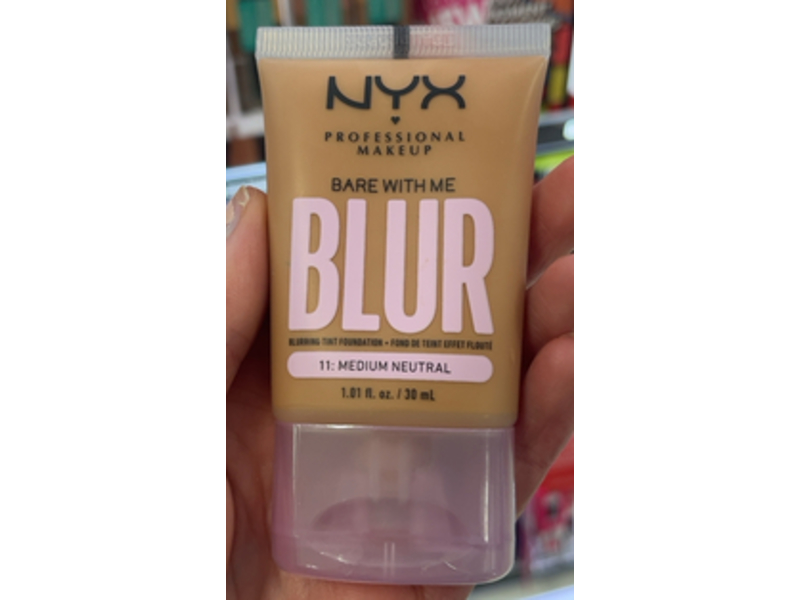 NYX
PROFESSIONAL
MAKEUP
BARE WITH ME
BLUR
BLURRING TINT FOUNDATION • FOND DE TEINT EFFET FLOUTÉ
11: MEDIUM NEUTRAL
1.01 fl. oz. / 30 mL